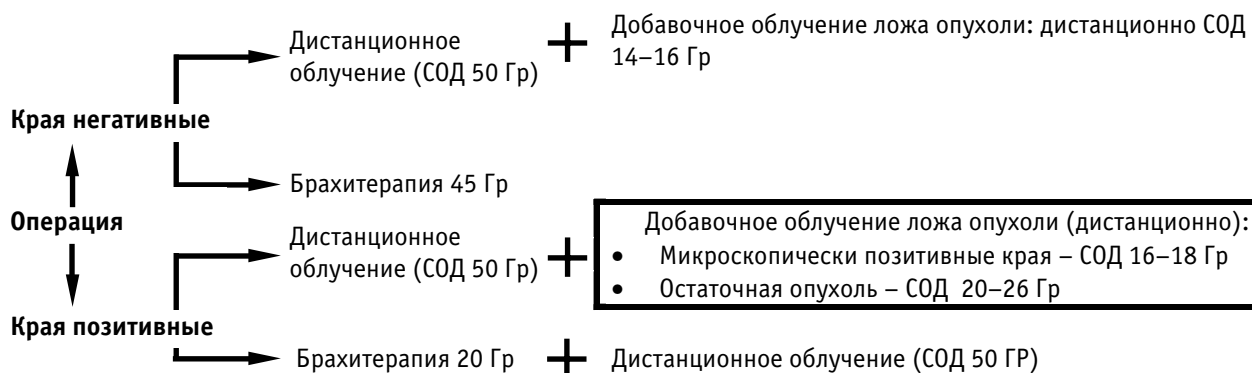 Дистанционное
облучение (СОД 50 Гр)
Добавочное облучение ложа опухоли: дистанционно СОД
14–16 Гр
Края негативные
Брахитерапия 45 Гр
Операция
Дистанционное
облучение (СОД 50 Гр)
Добавочное облучение ложа опухоли (дистанционно):
• Микроскопически позитивные края – СОД 16–18 Гр
• Остаточная опухоль – СОД 20–26 Гр
Края позитивные
Брахитерапия 20 Гр
Дистанционное облучение (СОД 50 ГР)